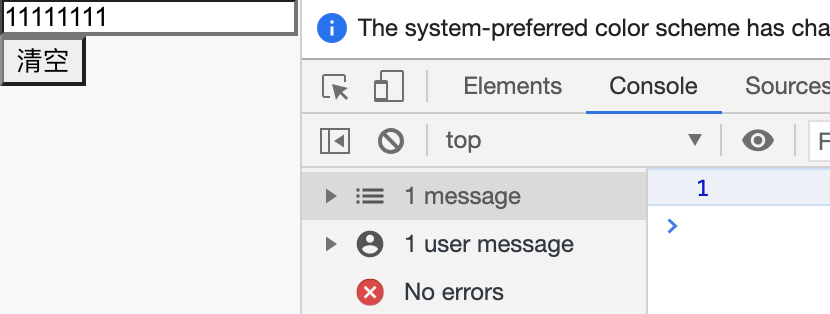 11111111
清空
The system-preferred color scheme has cha
Elements Console Sources
top F
1 message 1
1 user message
No errors